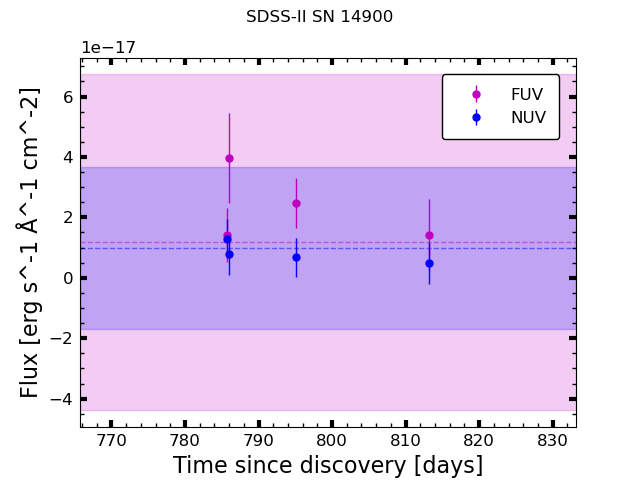 SDSS-II SN 14900
1e−17
FUV
NUV
6
4
2
0
−2
−4
Flux [erg s^-1 Å^-1 cm^-2]
770 780 790 800 810 820 830
Time since discovery [days]